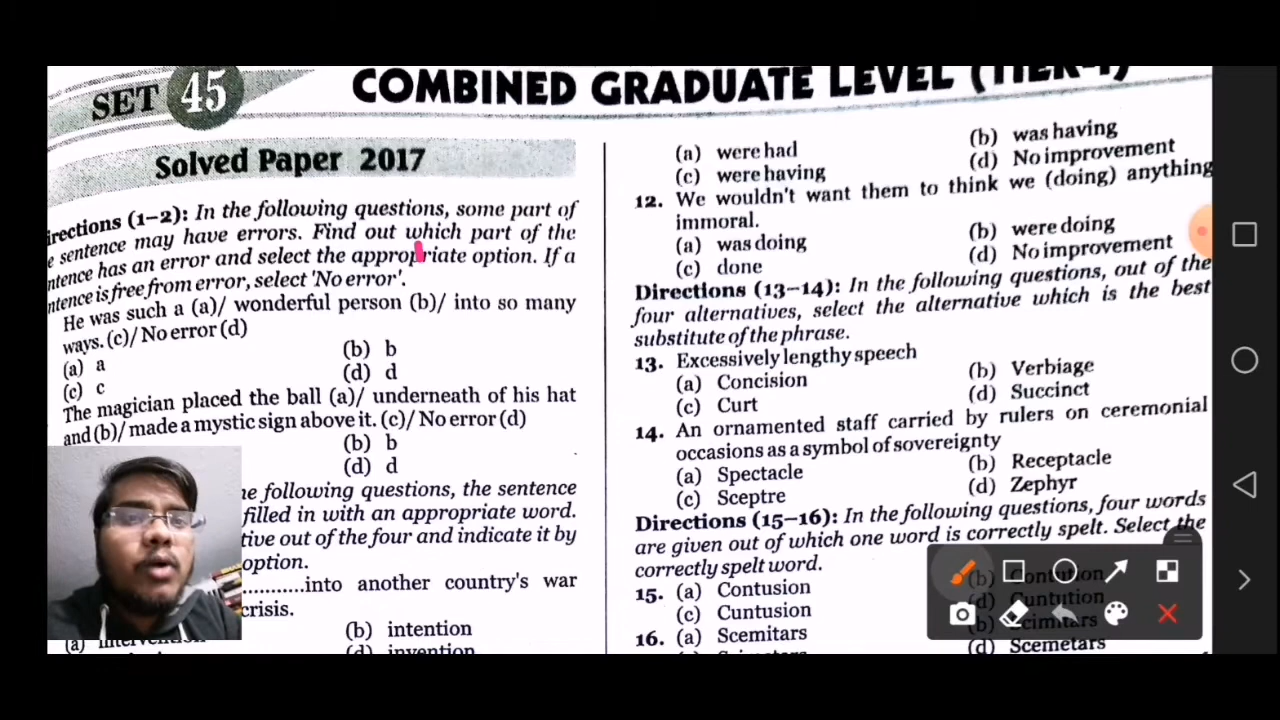 SET 45
COMBINED GRADUATE LEVEL (TIER-I)
Solved Paper 2017
irections (1–2): In the following questions, some part of
e sentence may have errors. Find out which part of the
ntence has an error and select the appropriate option. If a
ntence is free from error, select 'No error'.
He was such a (a)/ wonderful person (b)/ into so many
ways. (c)/ No error (d)
(a) a
(b) b
(c) c
(d) d
The magician placed the ball (a)/ underneath of his hat
and (b)/ made a mystic sign above it. (c)/ No error (d)
(b) b
(d) d
he following questions, the sentence
filled in with an appropriate word.
tive out of the four and indicate it by
option.
............into another country's war
crisis.
(a)
(b) intention
(d) invention
(a) were had
(b) was having
(c) were having
(d) No improvement
12. We wouldn't want them to think we (doing) anything
immoral.
(a) was doing
(b) were doing
(c) done
(d) No improvement
Directions (13–14): In the following questions, out of the
four alternatives, select the alternative which is the best
substitute of the phrase.
13. Excessively lengthy speech
(a) Concision
(b) Verbiage
(c) Curt
(d) Succinct
14. An ornamented staff carried by rulers on ceremonial
occasions as a symbol of sovereignty
(a) Spectacle
(b) Receptacle
(c) Sceptre
(d) Zephyr
Directions (15–16): In the following questions, four words
are given out of which one word is correctly spelt. Select the
correctly spelt word.
15. (a) Contusion
(b) Contution
(c) Cuntusion
(d) Cuntution
16. (a) Scemitars
(b) Scimitars
(d) Scemetars